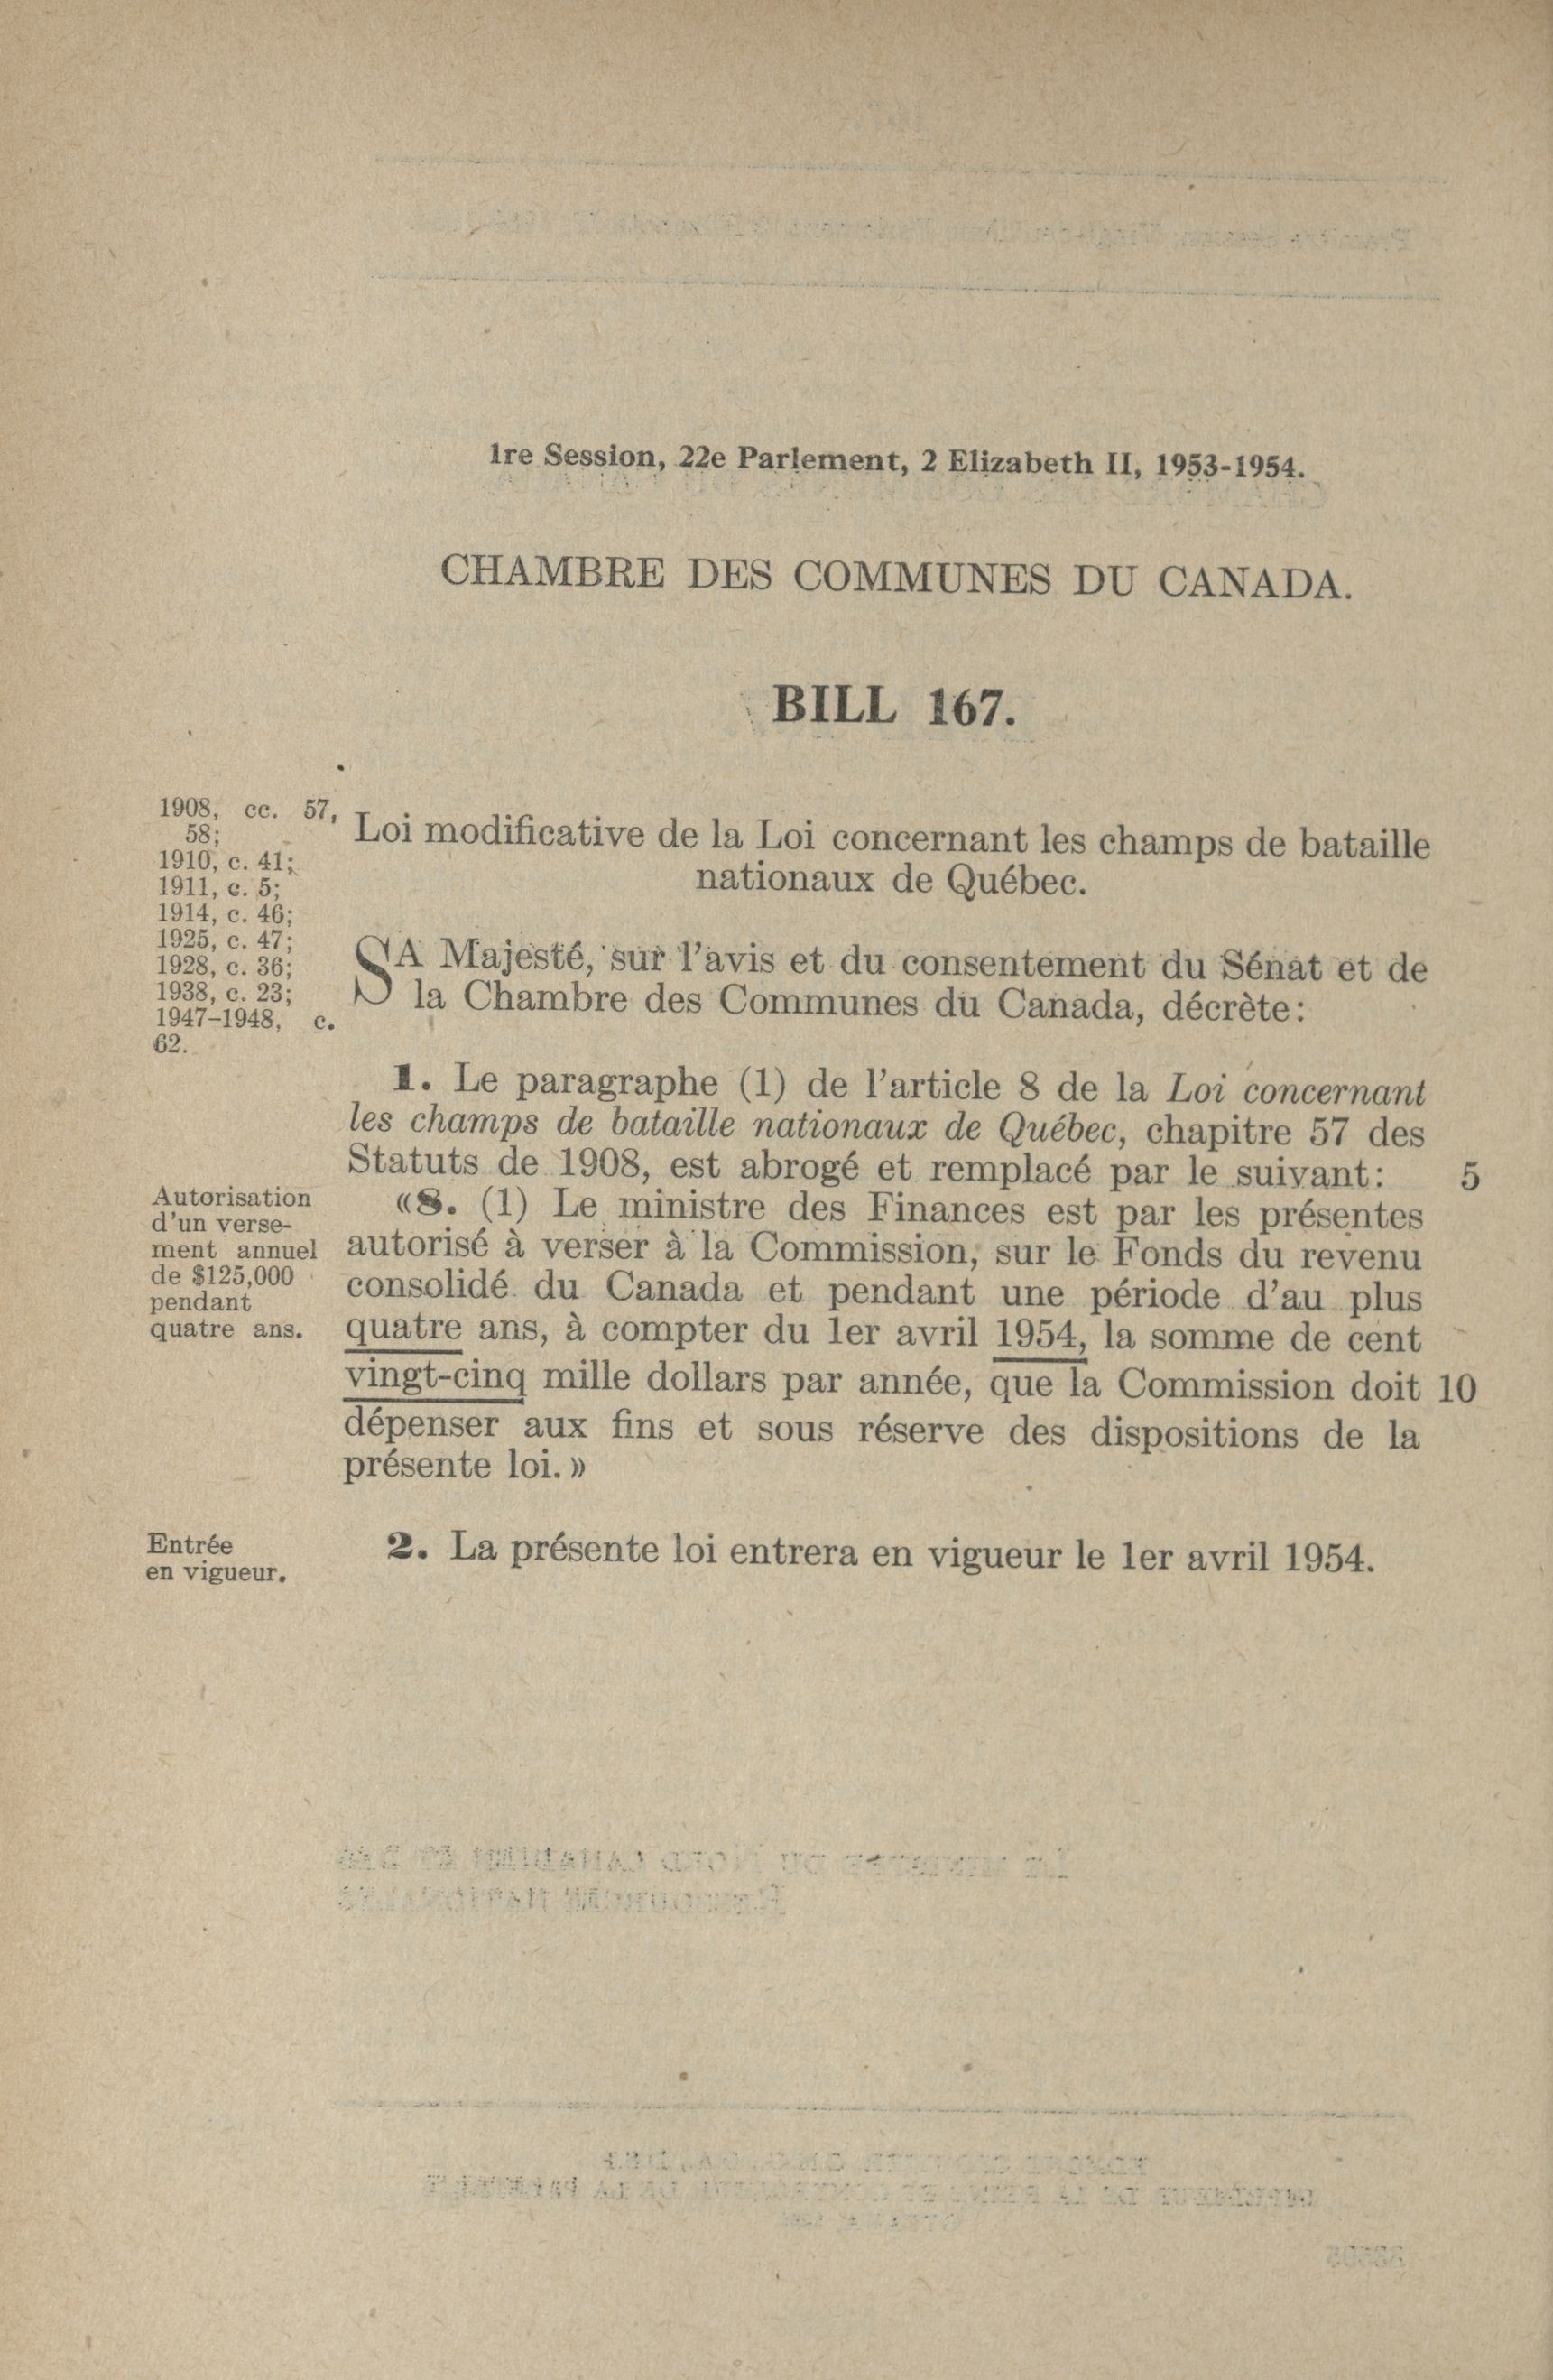 1re Session, 22e Parlement, 2 Elizabeth II, 1953-1954.
CHAMBRE DES COMMUNES DU CANADA.
BILL 167.
1908, cc. 57,
58;
1910, c. 41;
1911, c. 5;
1914, c. 46;
1925, c. 47;
1928, c. 36;
1938, c. 23;
1947-1948, c.
62.
Loi modificative de la Loi concernant les champs de bataille
nationaux de Québec.
SA Majesté, sur l'avis et du consentement du Sénat et de
la Chambre des Communes du Canada, décrète:
1. Le paragraphe (1) de l'article 8 de la Loi concernant
les champs de bataille nationaux de Québec, chapitre 57 des
Statuts de 1908, est abrogé et remplacé par le suivant: 5
Autorisation
d'un verse-
ment annuel
de $125,000
pendant
quatre ans.
«8. (1) Le ministre des Finances est par les présentes
autorisé à verser à la Commission, sur le Fonds du revenu
consolidé du Canada et pendant une période d'au plus
quatre ans, à compter du 1er avril 1954, la somme de cent
vingt-cinq mille dollars par année, que la Commission doit 10
dépenser aux fins et sous réserve des dispositions de la
présente loi.»
Entrée
en vigueur.
2. La présente loi entrera en vigueur le 1er avril 1954.